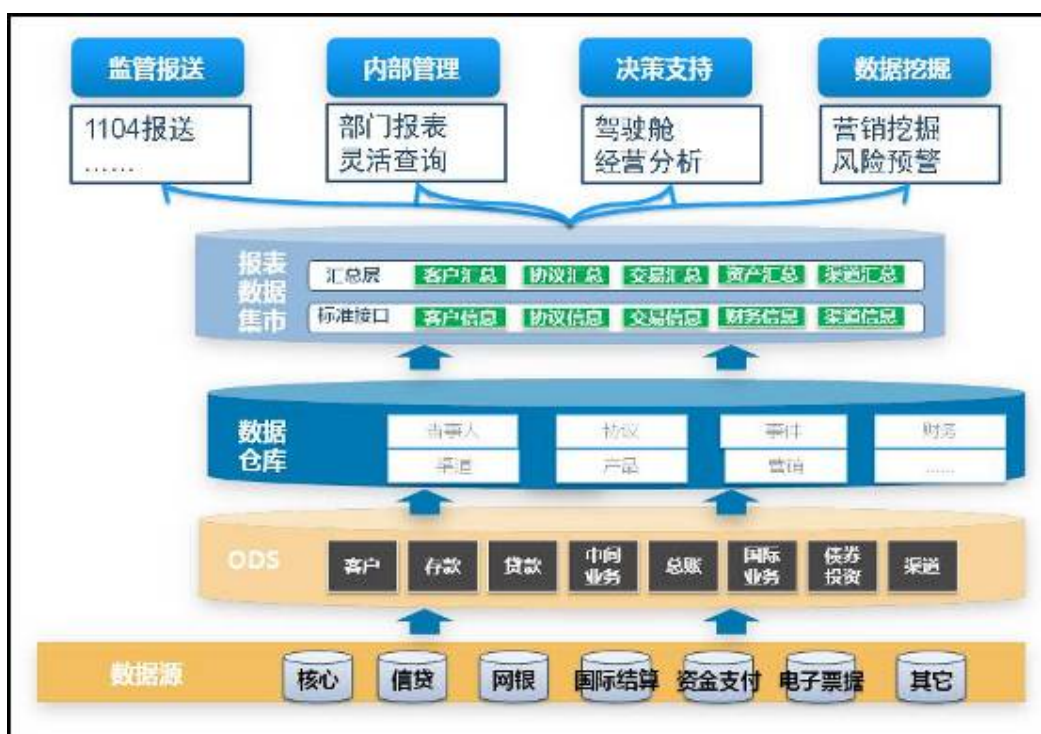 监管报送
内部管理
决策支持
数据挖掘
1104报送
......
部门报表
灵活查询
驾驶舱
经营分析
营销挖掘
风险预警
报表
数据
集市
汇总层
客户汇总
协议汇总
交易汇总
资产汇总
渠道汇总
标准接口
客户信息
协议信息
交易信息
财务信息
渠道信息
数据
仓库
当事人
协议
事件
财务
渠道
产品
营销
......
ODS
客户
存款
贷款
中间
业务
总账
国际
业务
债券
投资
渠道
数据源
核心
信贷
网银
国际结算
资金支付
电子票据
其它